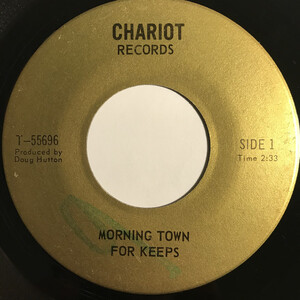 CHARIOT
RECORDS
T-55696
Produced by
Doug Hutton
SIDE 1
Time 2:33
MORNING TOWN
FOR KEEPS